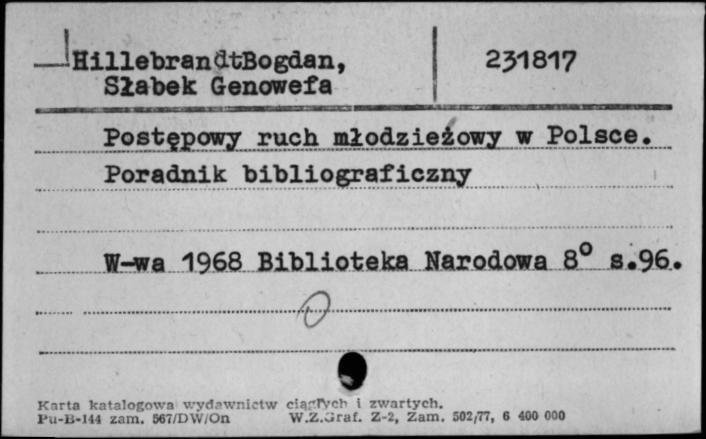 HillebrandtBogdan, 231817
Słabek Genowefa
Postępowy ruch młodzieżowy w Polsce.
Poradnik bibliograficzny
W-wa 1968 Biblioteka Narodowa 8° s.96.
Karta katalogowa wydawnictw ciągłych i zwartych.
Pu-B-144 zam. 567/DW/On W.Z.Graf. Z-2, Zam. 502/77, 6 400 000